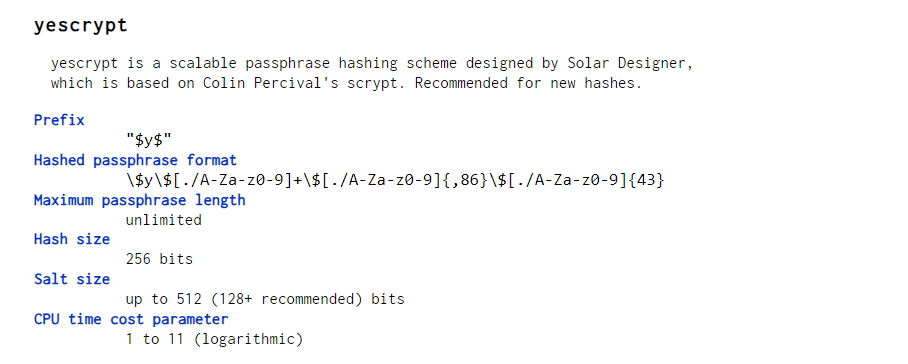 yescrypt
yescrypt is a scalable passphrase hashing scheme designed by Solar Designer,
which is based on Colin Percival's scrypt. Recommended for new hashes.
Prefix
"$y$"
Hashed passphrase format
\$y\$[./A-Za-z0-9]+\$[./A-Za-z0-9]{,86}\$[./A-Za-z0-9]{43}
Maximum passphrase length
unlimited
Hash size
256 bits
Salt size
up to 512 (128+ recommended) bits
CPU time cost parameter
1 to 11 (logarithmic)